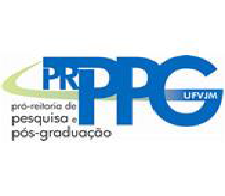 PRPPG
UFVJM
pró-reitoria de
pesquisa e
pós-graduação